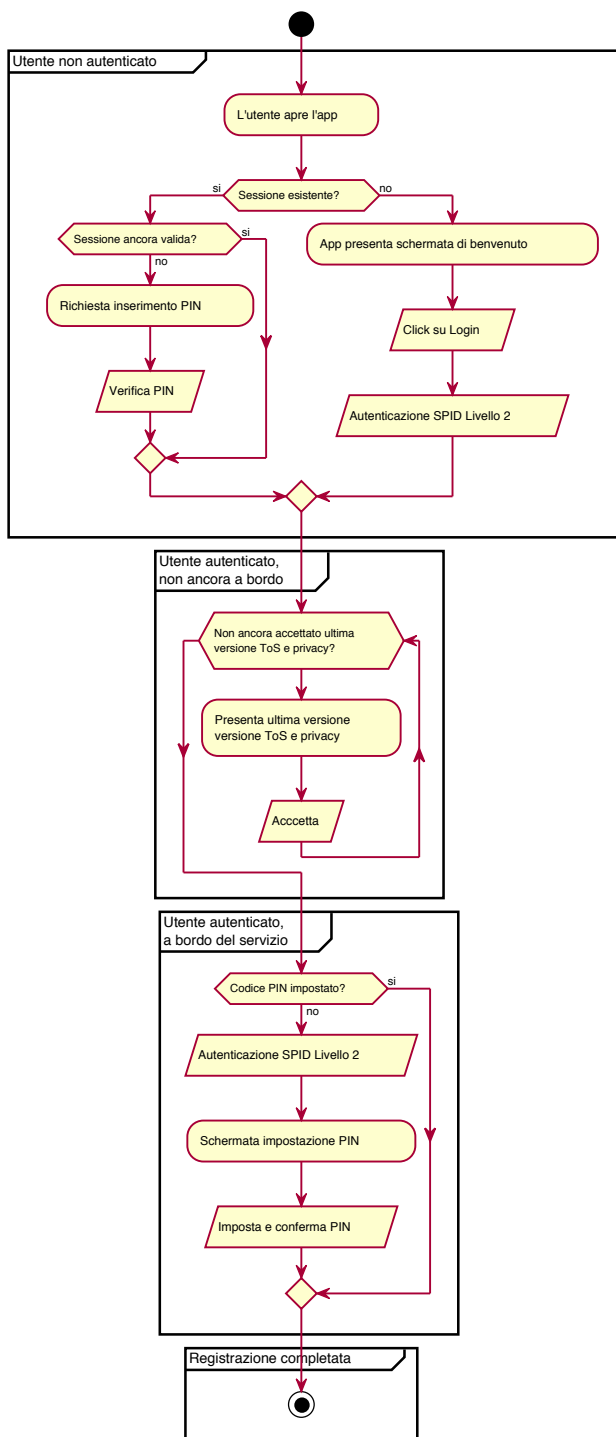 Utente non autenticato
L'utente apre l'app
Sessione esistente?
si
no
Sessione ancora valida?
si
no
App presenta schermata di benvenuto
Richiesta inserimento PIN
Click su Login
Verifica PIN
Autenticazione SPID Livello 2
Utente autenticato,
non ancora a bordo
Non ancora accettato ultima
versione ToS e privacy?
Presenta ultima versione
versione ToS e privacy
Acccetta
Utente autenticato,
a bordo del servizio
Codice PIN impostato?
si
no
Autenticazione SPID Livello 2
Schermata impostazione PIN
Imposta e conferma PIN
Registrazione completata